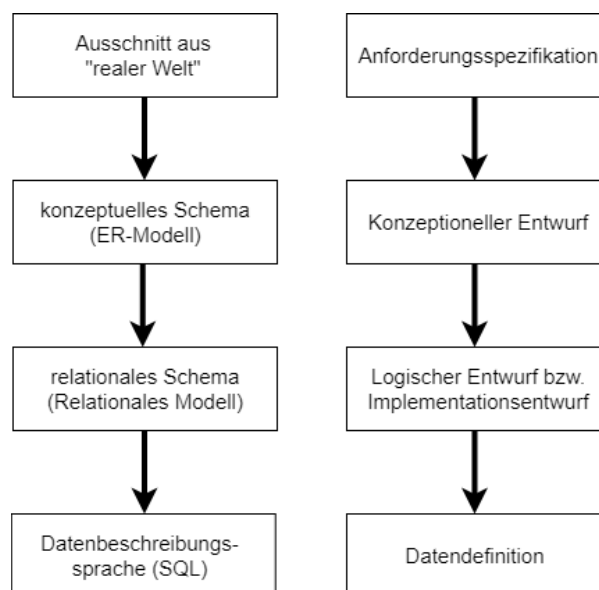 Ausschnitt aus
"realer Welt"
Anforderungsspezifikation
konzeptuelles Schema
(ER-Modell)
Konzeptioneller Entwurf
relationales Schema
(Relationales Modell)
Logischer Entwurf bzw.
Implementationsentwurf
Datenbeschreibungs-
sprache (SQL)
Datendefinition